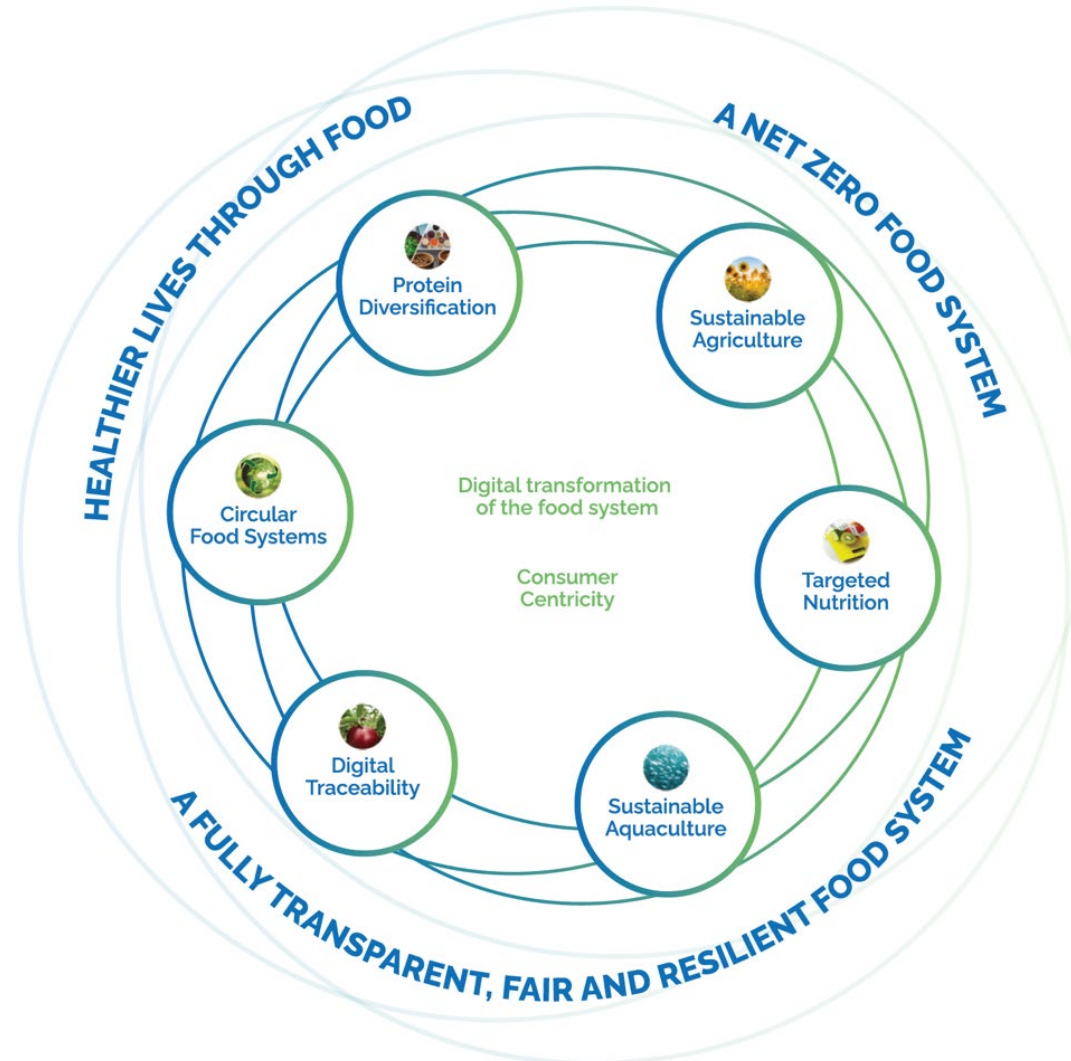 HEALTHIER LIVES THROUGH FOOD
A NET ZERO FOOD SYSTEM
Protein
Diversification
Sustainable
Agriculture
Circular
Food Systems
Digital transformation
of the food system
Consumer
Centricity
Targeted
Nutrition
Digital
Traceability
Sustainable
Aquaculture
A FULLY TRANSPARENT, FAIR AND RESILIENT FOOD SYSTEM